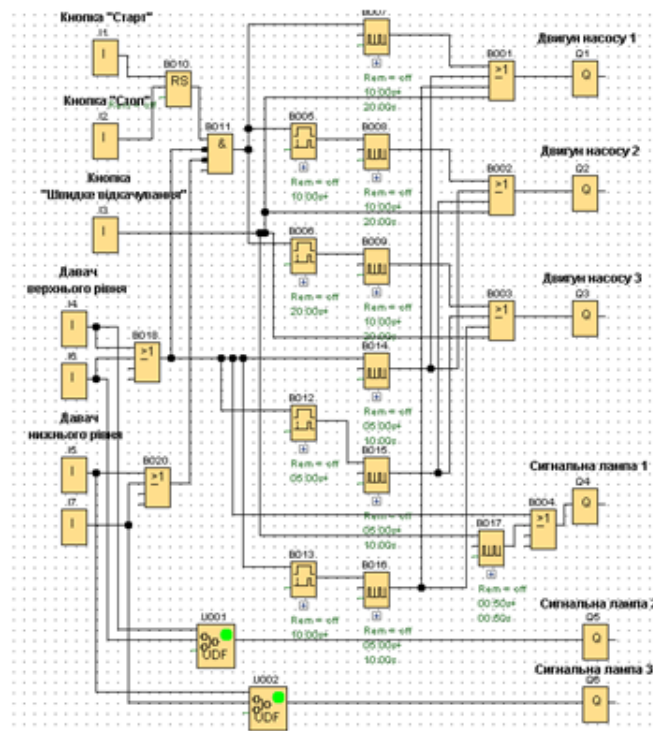 Кнопка "Старт"
I1
I
B010
RS
Кнопка "Стоп"
I2
I
B011
&
Кнопка
"Швидке відкачування"
I3
I
Давач
верхнього рівня
I4
I
I6
I
B018
>1
Давач
нижнього рівня
I5
I
I7
I
B020
>1
B007
Rem = off
10:00s+
20:00s
B005
Rem = off
10:00s+
B008
Rem = off
10:00s+
20:00s
B006
Rem = off
20:00s+
B009
Rem = off
10:00s+
20:00s
B014
Rem = off
05:00s+
10:00s
B012
Rem = off
05:00s+
B015
Rem = off
05:00s+
10:00s
B013
Rem = off
10:00s+
B016
Rem = off
05:00s+
10:00s
B001
>1
Двигун насосу 1
Q1
Q
B002
>1
Двигун насосу 2
Q2
Q
B003
>1
Двигун насосу 3
Q3
Q
B017
Rem = off
00:50s+
00:50s
B004
>1
Сигнальна лампа 1
Q4
Q
U001
UDF
Сигнальна лампа 2
Q5
Q
U002
UDF
Сигнальна лампа 3
Q6
Q